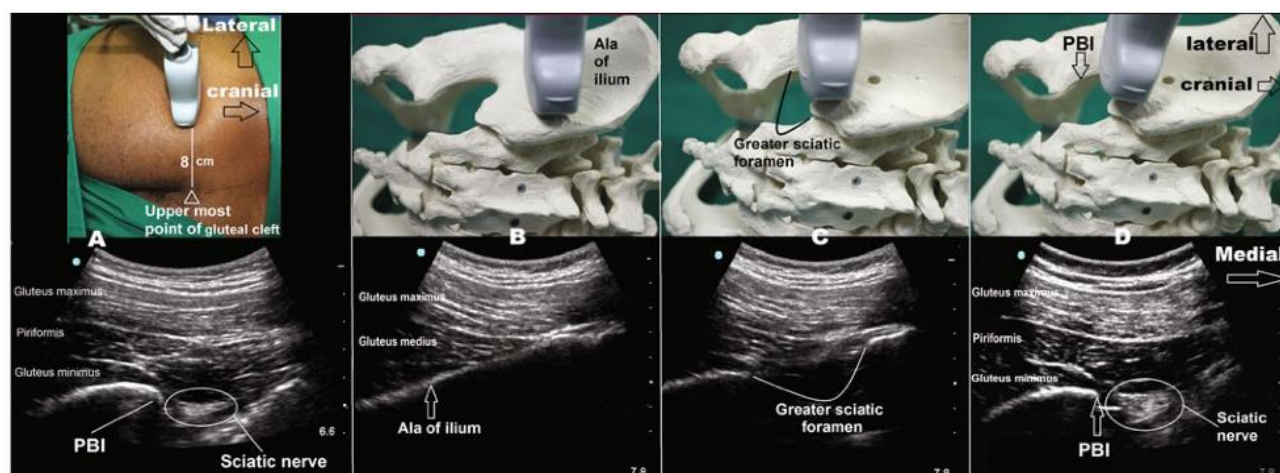 Lateral
cranial
8 cm
Upper most
point of gluteal cleft
A
Gluteus maximus
Piriformis
Gluteus minimus
PBI
Sciatic nerve
6.6
Ala
of
ilium
B
Gluteus maximus
Gluteus medius
Ala of ilium
7.8
Greater sciatic
foramen
C
Greater sciatic
foramen
7.8
PBI
lateral
cranial
D
Medial
Gluteus maximus
Piriformis
Gluteus minimus
PBI
Sciatic
nerve